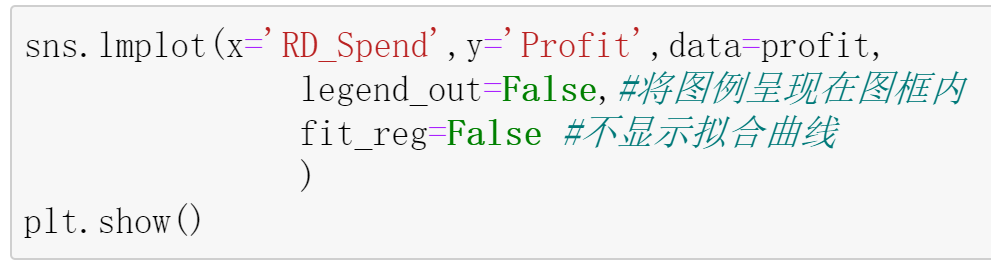 sns.lmplot(x='RD_Spend',y='Profit',data=profit,
legend_out=False,#将图例呈现在图框内
fit_reg=False #不显示拟合曲线
)
plt.show()